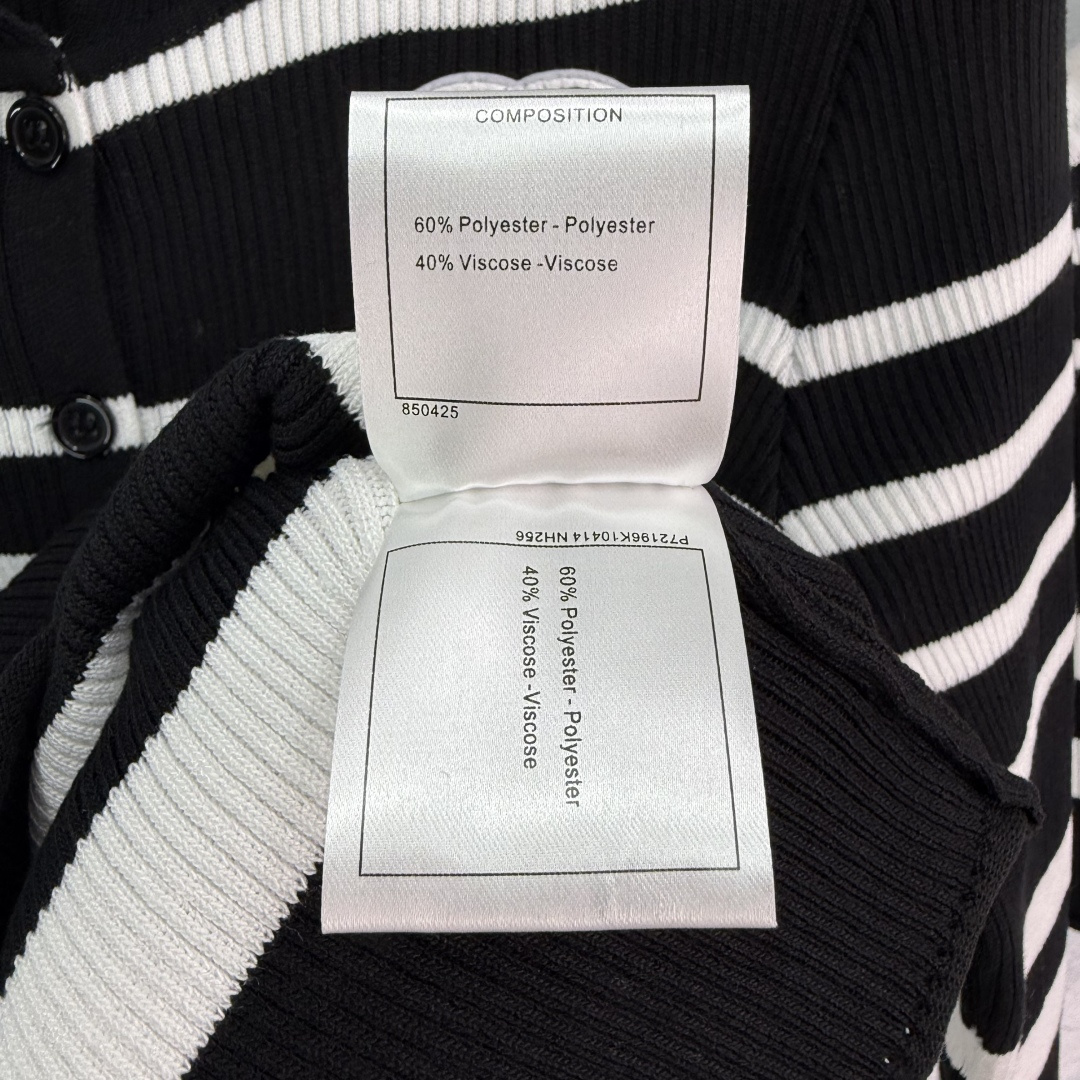 COMPOSITION
60% Polyester - Polyester
40% Viscose -Viscose
850425
P72196K10414 NH256
60% Polyester - Polyester
40% Viscose -Viscose